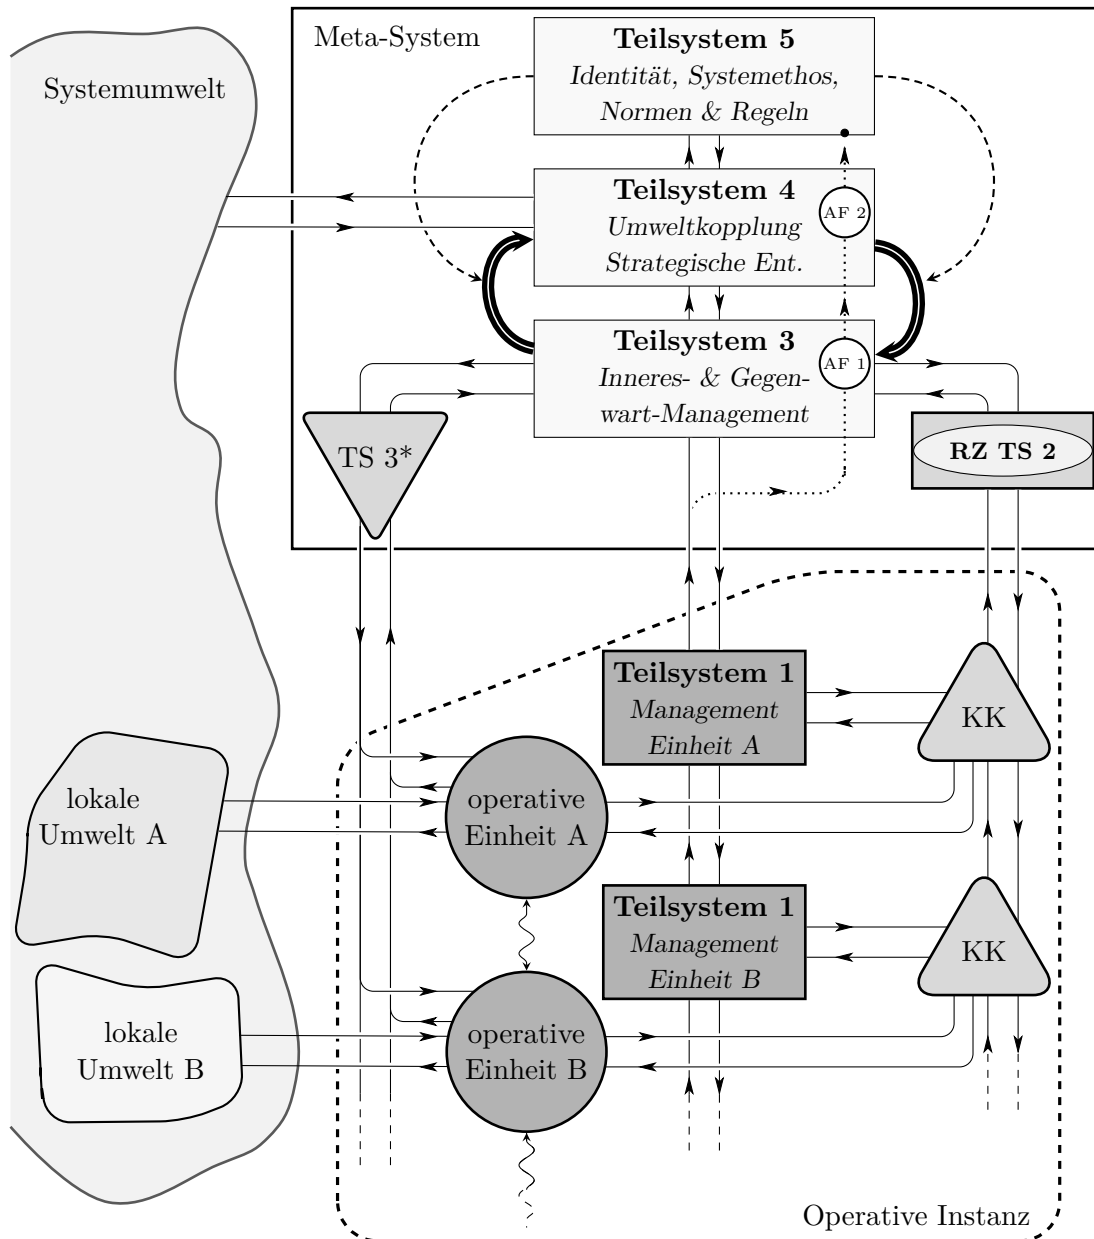 Meta-System
Teilsystem 5
Identität, Systemethos,
Normen & Regeln
Systemumwelt
Teilsystem 4
Umweltkopplung
Strategische Ent.
AF 2
Teilsystem 3
Inneres- & Gegen-
wart-Management
AF 1
TS 3*
RZ TS 2
Teilsystem 1
Management
Einheit A
KK
lokale
Umwelt A
operative
Einheit A
Teilsystem 1
Management
Einheit B
KK
lokale
Umwelt B
operative
Einheit B
Operative Instanz